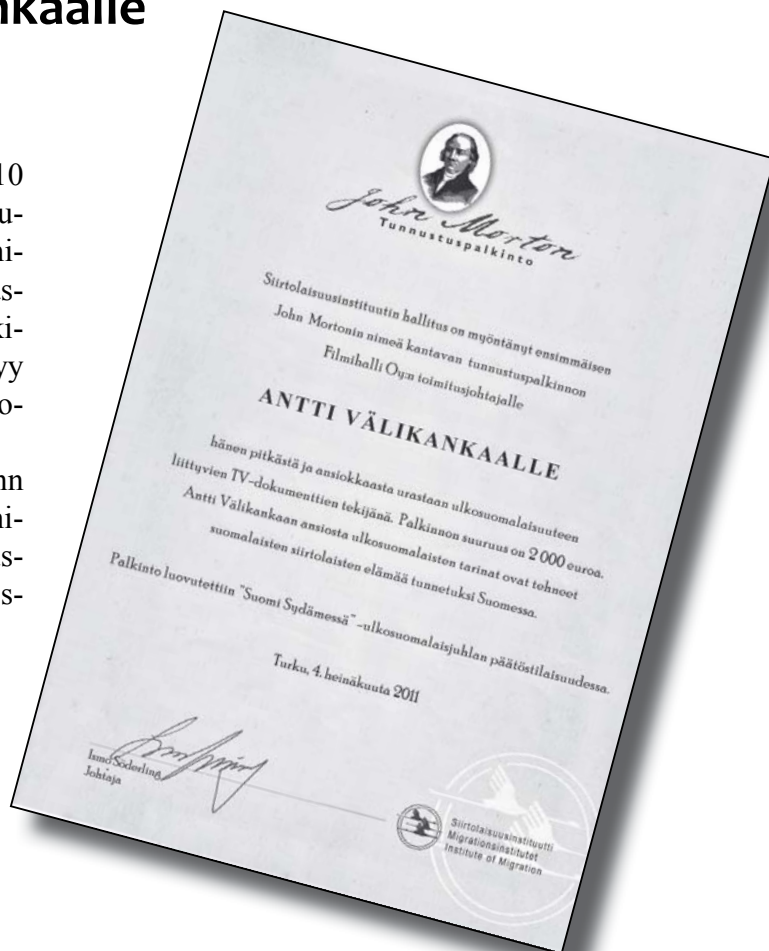 nkaalle
10
u-
ni-
s-
ki-
yy
o-
nn
ni-
s-
s-
John Morton
Tunnustuspalkinto
Siirtolaisuusinstituutin hallitus on myöntänyt ensimmäisen
John Mortonin nimeä kantavan tunnustuspalkinnon
Filmihalli Oy:n toimitusjohtajalle
ANTTI VÄLIKANKAALLE
hänen pitkästä ja ansiokkaasta urastaan ulkosuomalaisuuteen
liittyvien TV-dokumenttien tekijänä. Palkinnon suuruus on 2 000 euroa.
Antti Välikankaan ansiosta ulkosuomalaisten tarinat ovat tehneet
suomalaisten siirtolaisten elämää tunnetuksi Suomessa.
Palkinto luovutettiin "Suomi Sydämessä" -ulkosuomalaisjuhlan päätöstilaisuudessa.
Turku, 4. heinäkuuta 2011
Ismo Söderling
Johtaja
Siirtolaisuusinstituutti
Migrationsinstitutet
Institute of Migration